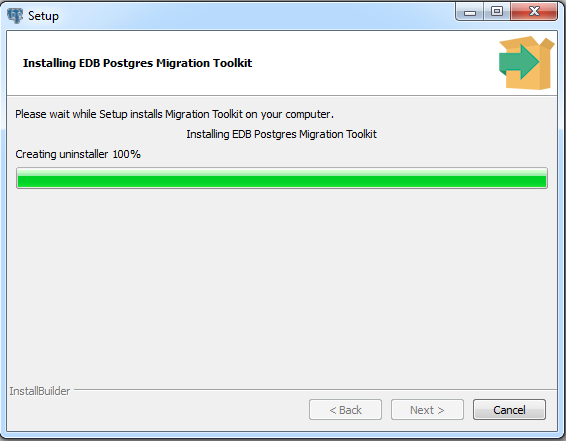 Setup
Installing EDB Postgres Migration Toolkit
Please wait while Setup installs Migration Toolkit on your computer.
Installing EDB Postgres Migration Toolkit
Creating uninstaller 100%
InstallBuilder
< Back
Next >
Cancel